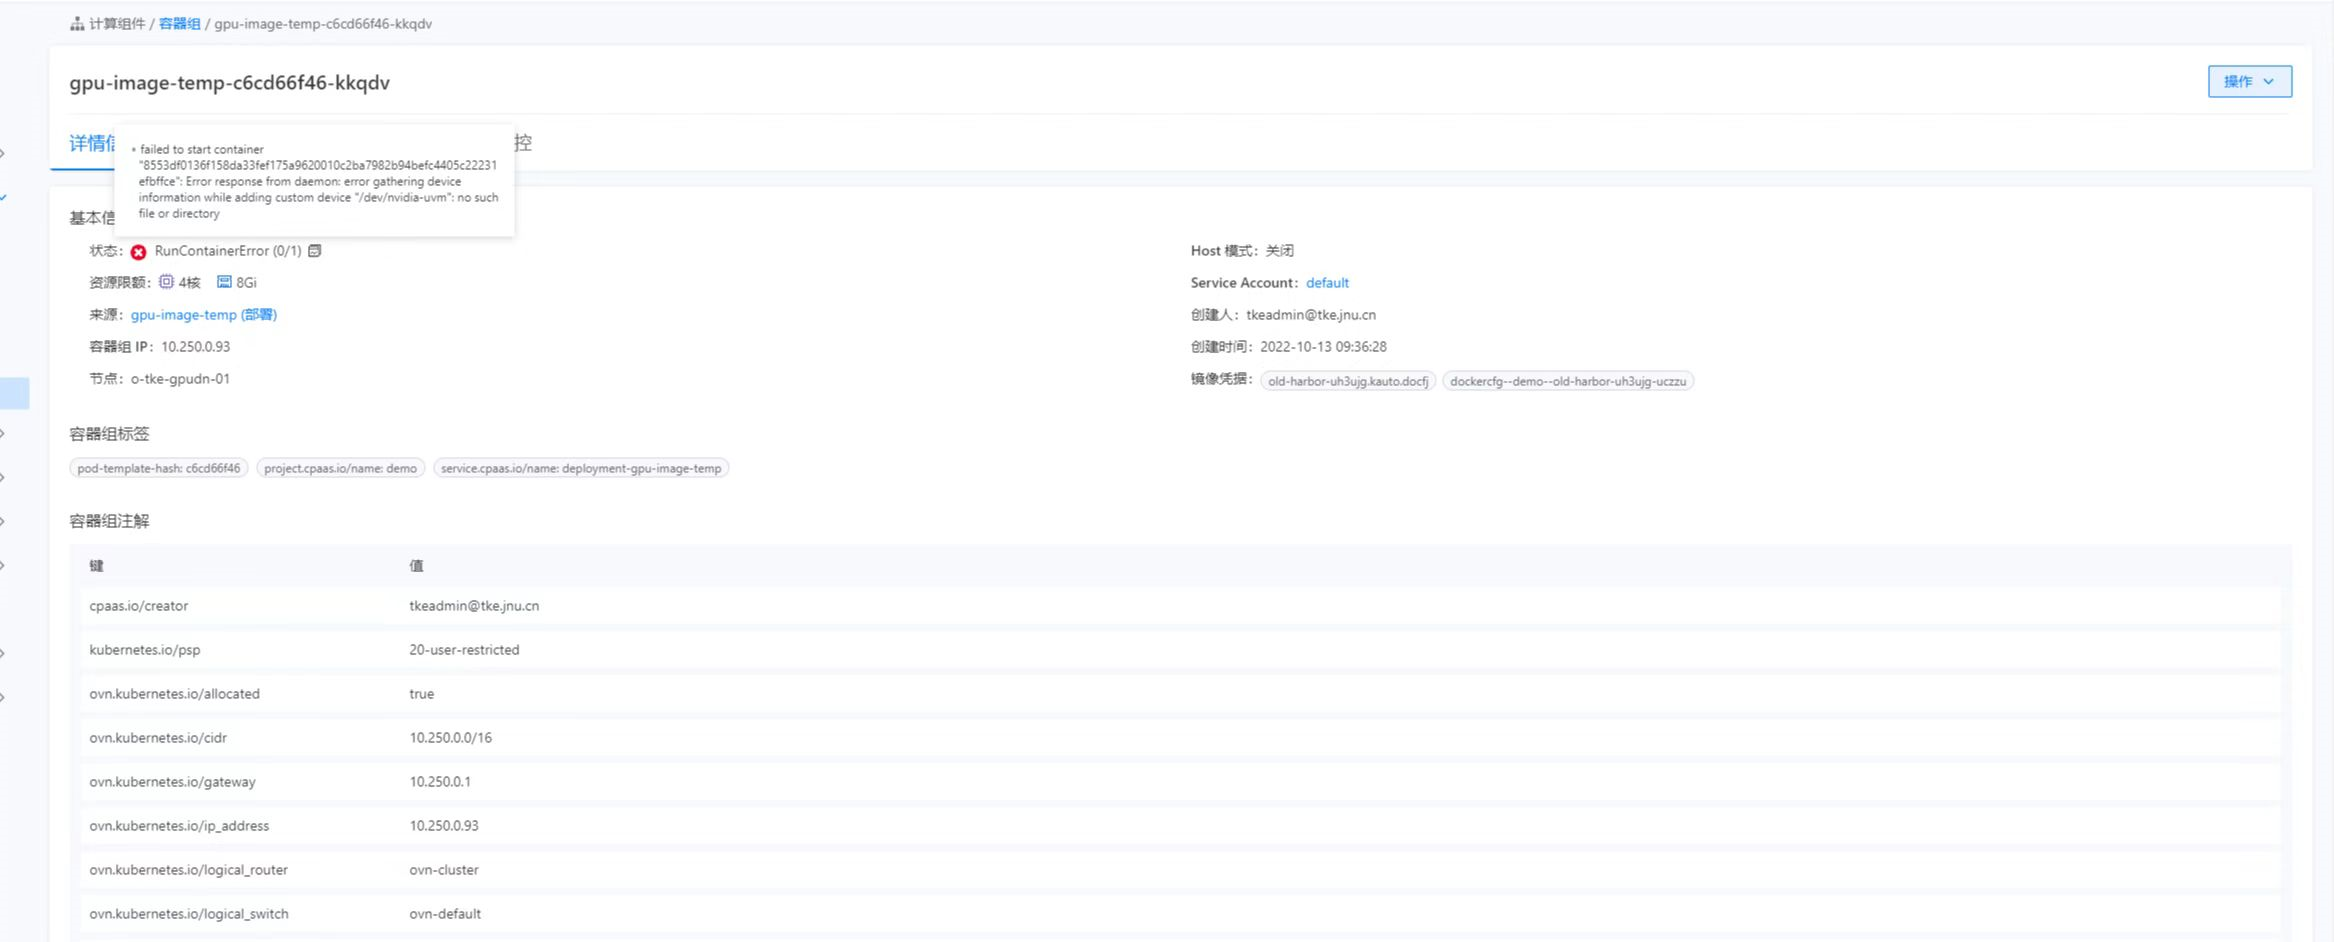 计算组件 / 容器组 / gpu-image-temp-c6cd66f46-kkqdv
gpu-image-temp-c6cd66f46-kkqdv
操作
详情信
控
• failed to start container
"8553df0136f158da33fef175a9620010c2ba7982b94befc4405c22231
efbffce": Error response from daemon: error gathering device
information while adding custom device "/dev/nvidia-uvm": no such
file or directory
基本信
状态： RunContainerError (0/1)
Host 模式： 关闭
资源限额： 4核 8Gi
Service Account： default
来源： gpu-image-temp (部署)
创建人： tkeadmin@tke.jnu.cn
容器组 IP： 10.250.0.93
创建时间： 2022-10-13 09:36:28
节点： o-tke-gpudn-01
镜像凭据： old-harbor-uh3ujg.kauto.docfj dockercfg--demo--old-harbor-uh3ujg-uczzu
容器组标签
pod-template-hash: c6cd66f46 project.cpaas.io/name: demo service.cpaas.io/name: deployment-gpu-image-temp
容器组注解
键 值
cpaas.io/creator tkeadmin@tke.jnu.cn
kubernetes.io/psp 20-user-restricted
ovn.kubernetes.io/allocated true
ovn.kubernetes.io/cidr 10.250.0.0/16
ovn.kubernetes.io/gateway 10.250.0.1
ovn.kubernetes.io/ip_address 10.250.0.93
ovn.kubernetes.io/logical_router ovn-cluster
ovn.kubernetes.io/logical_switch ovn-default